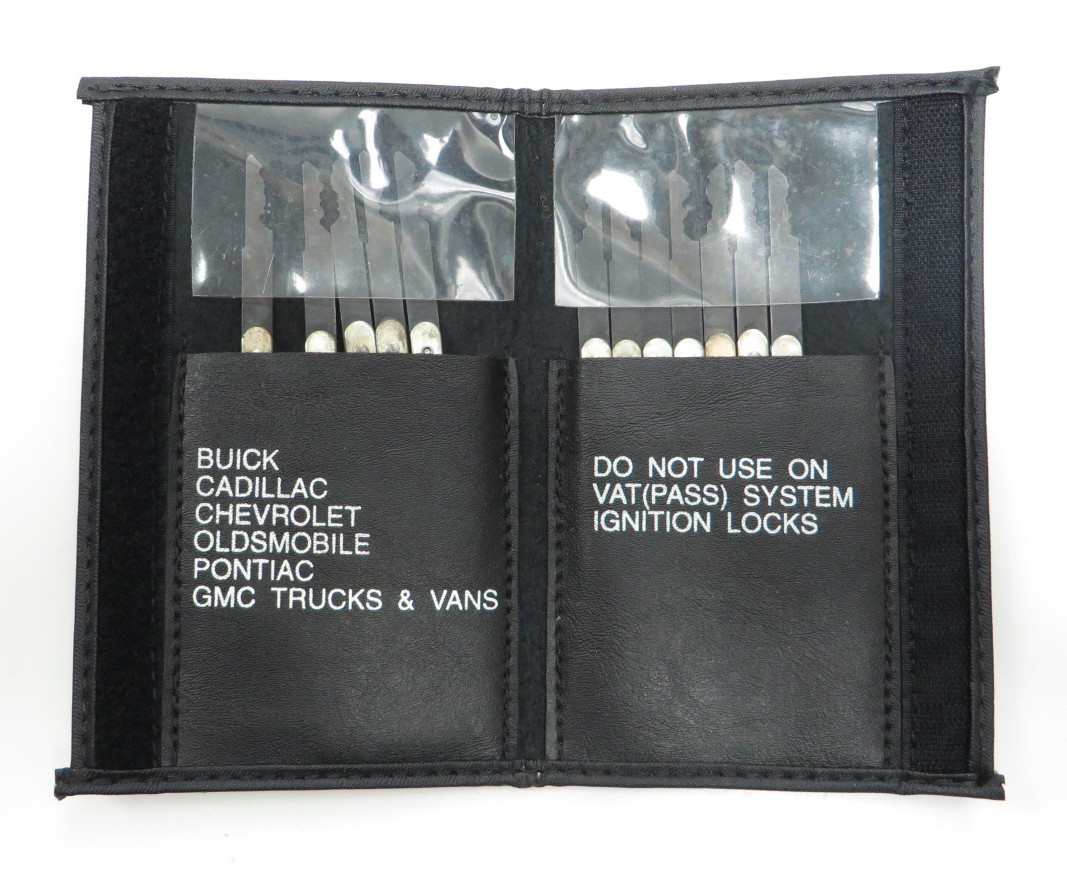 BUICK
CADILLAC
CHEVROLET
OLDSMOBILE
PONTIAC
GMC TRUCKS & VANS
DO NOT USE ON
VAT(PASS) SYSTEM
IGNITION LOCKS